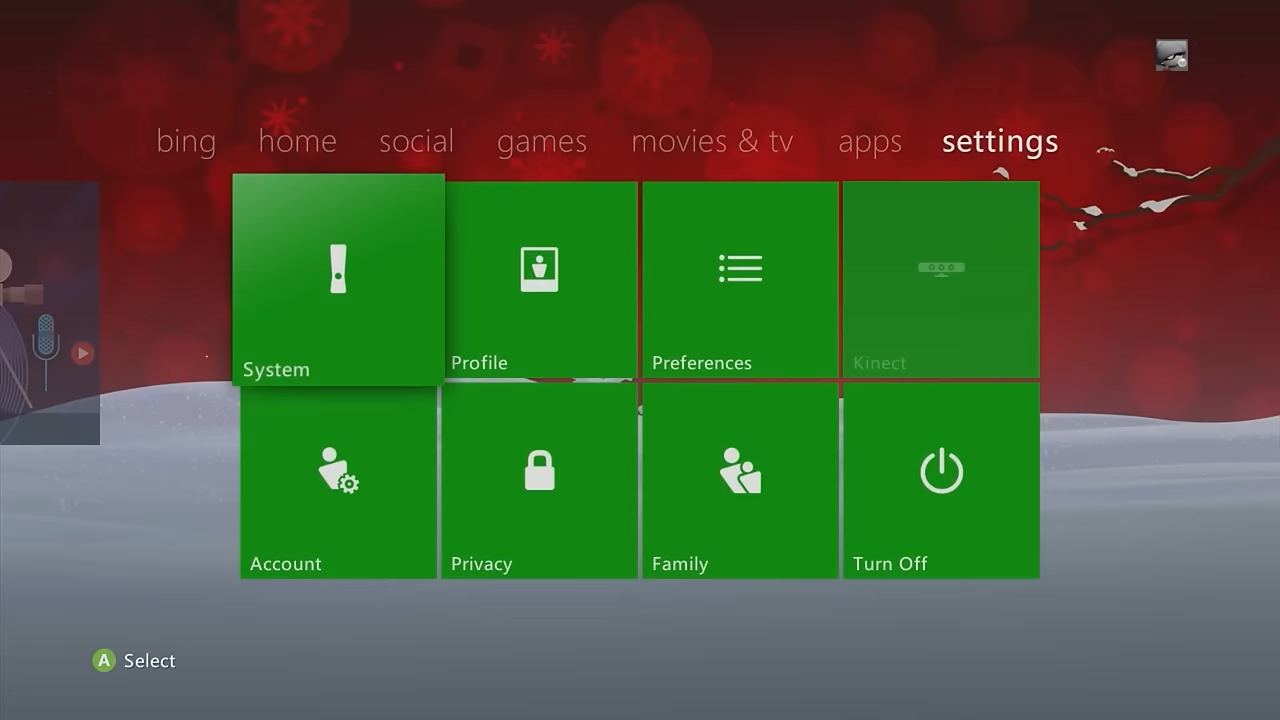 bing home social games movies & tv apps settings
System Profile Preferences Kinect
Account Privacy Family Turn Off
A Select